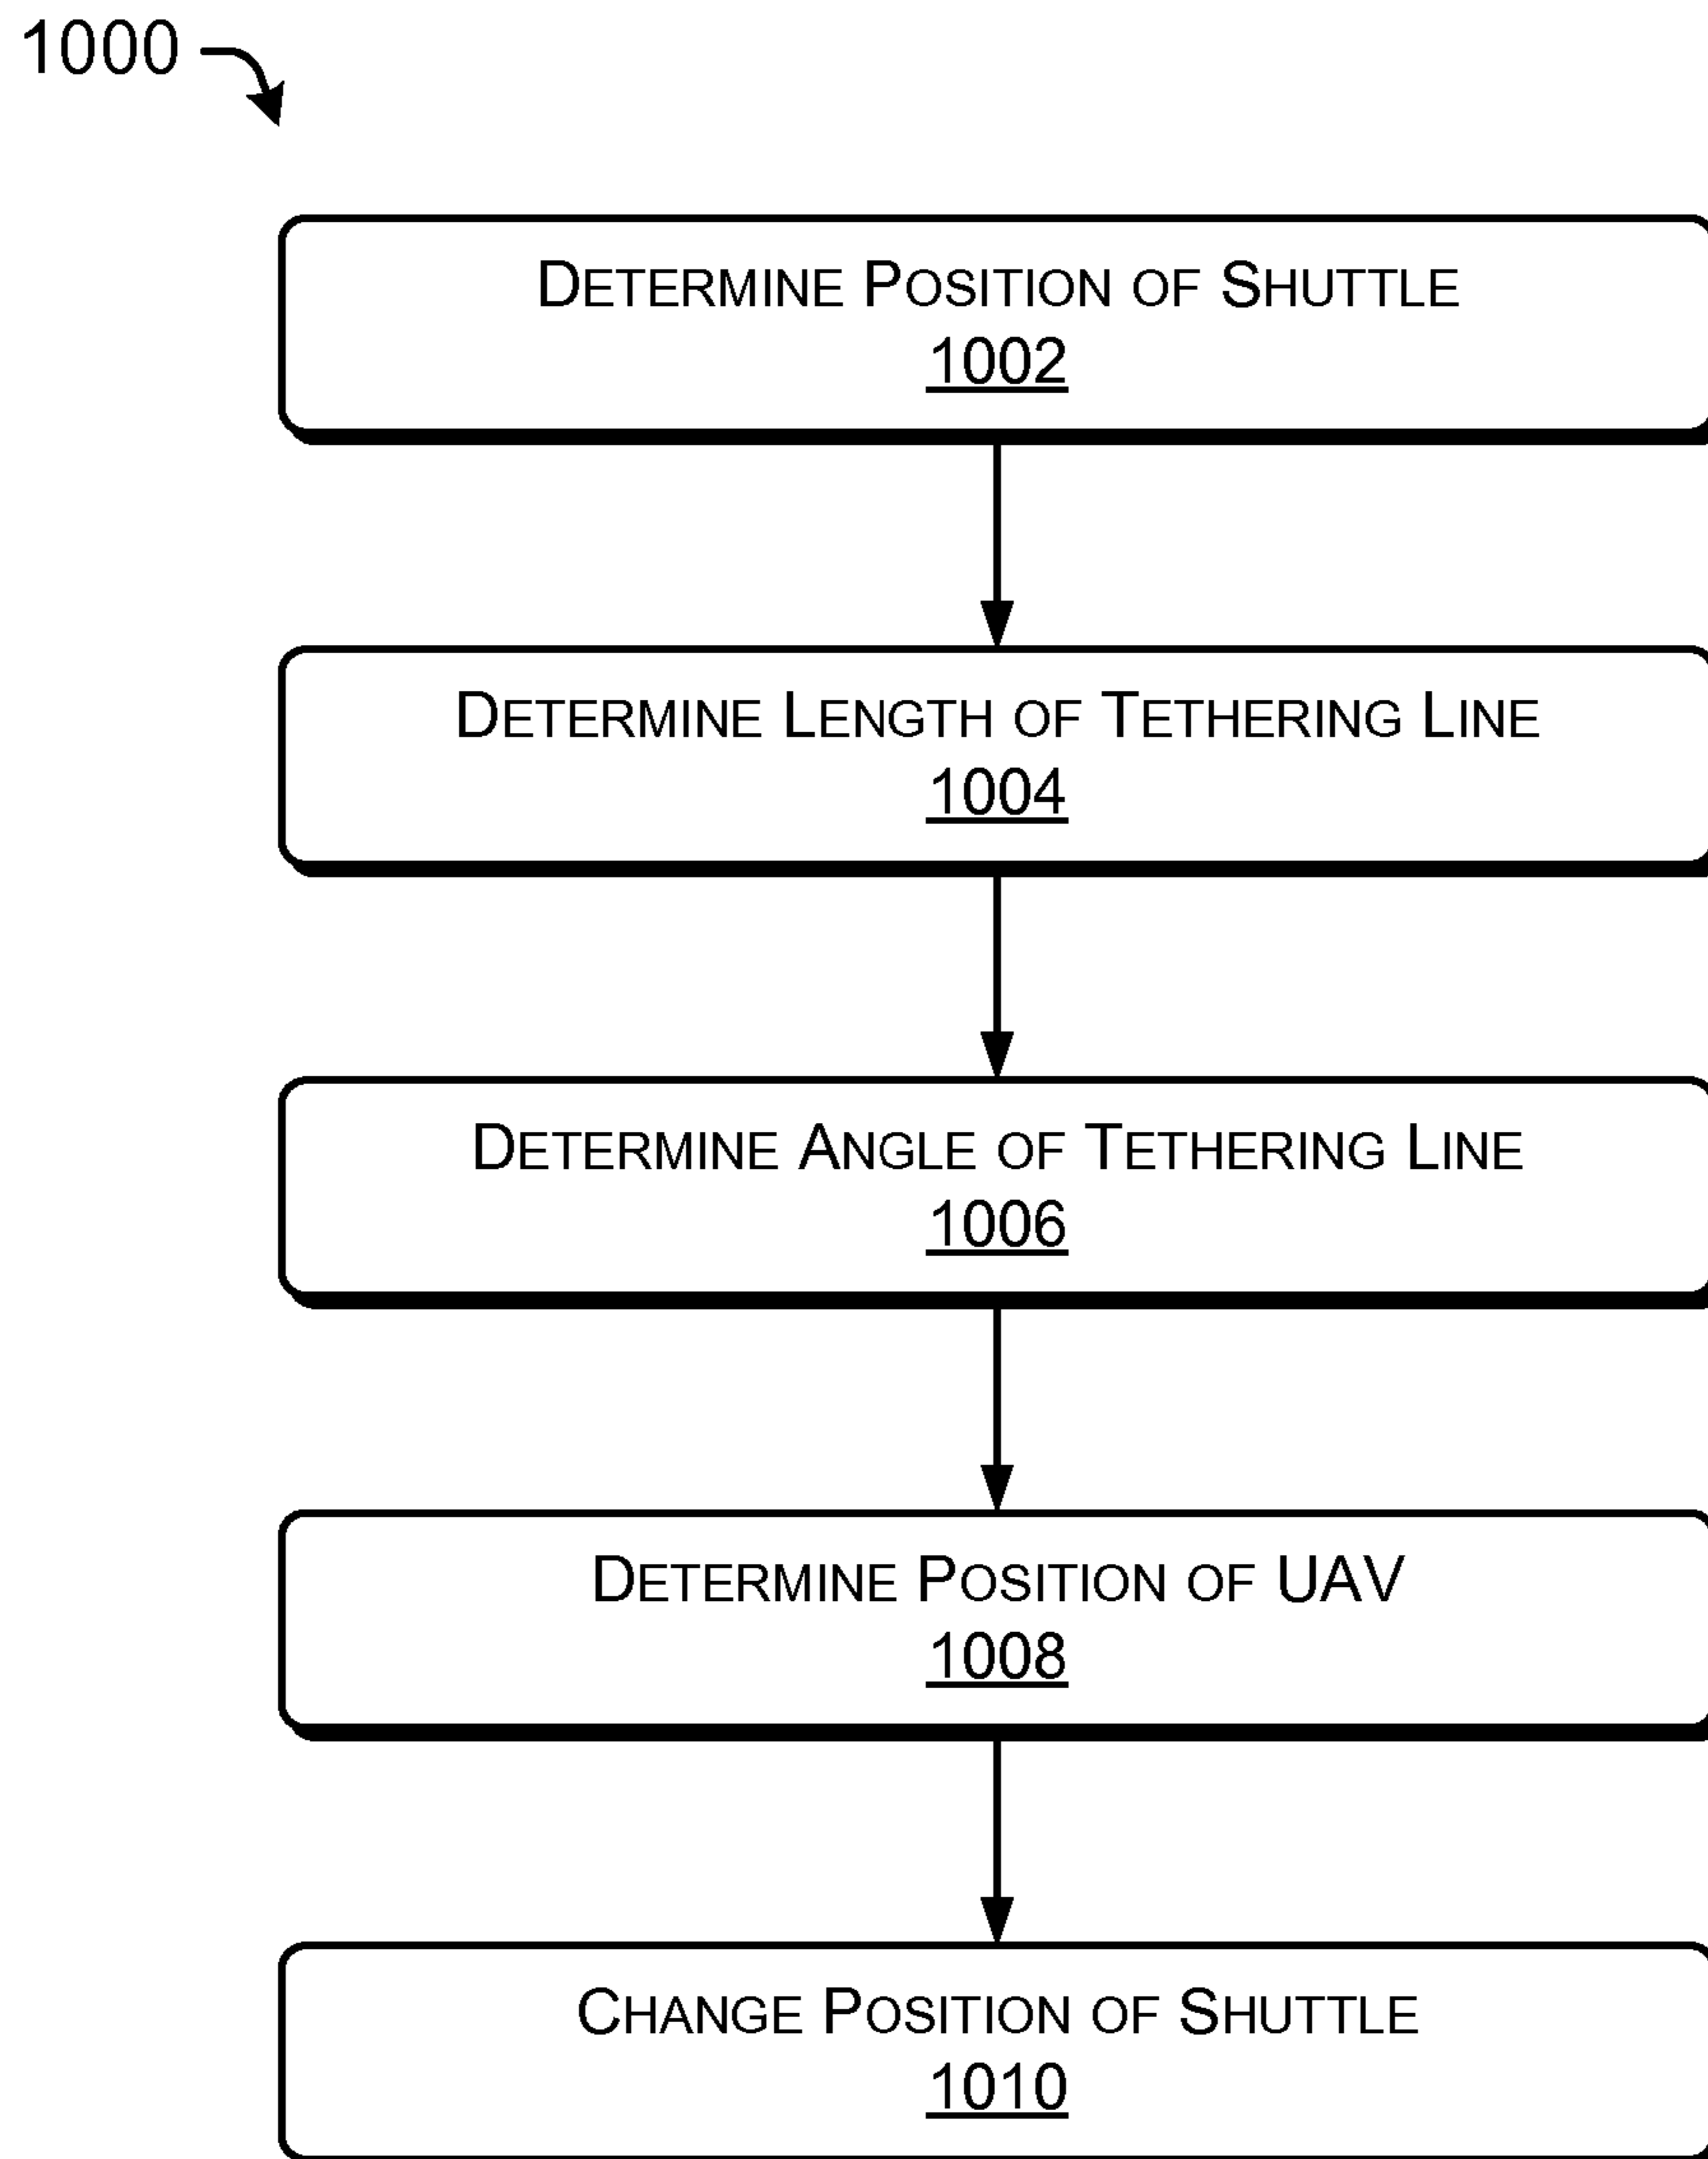 1000
DETERMINE POSITION OF SHUTTLE
1002
DETERMINE LENGTH OF TETHERING LINE
1004
DETERMINE ANGLE OF TETHERING LINE
1006
DETERMINE POSITION OF UAV
1008
CHANGE POSITION OF SHUTTLE
1010